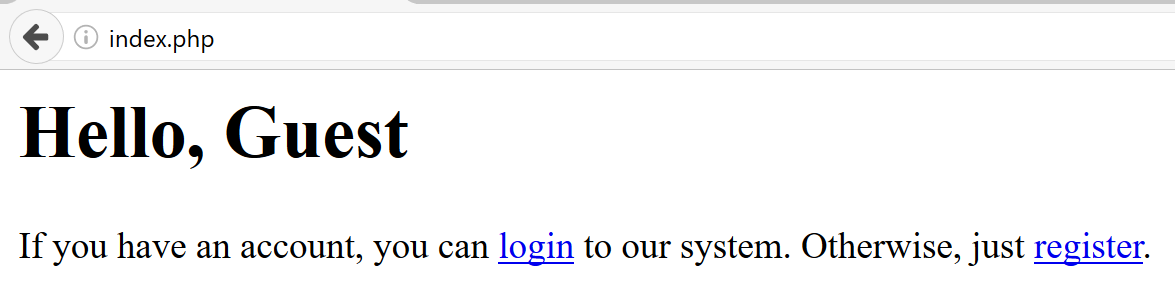 index.php
Hello, Guest
If you have an account, you can login to our system. Otherwise, just register.